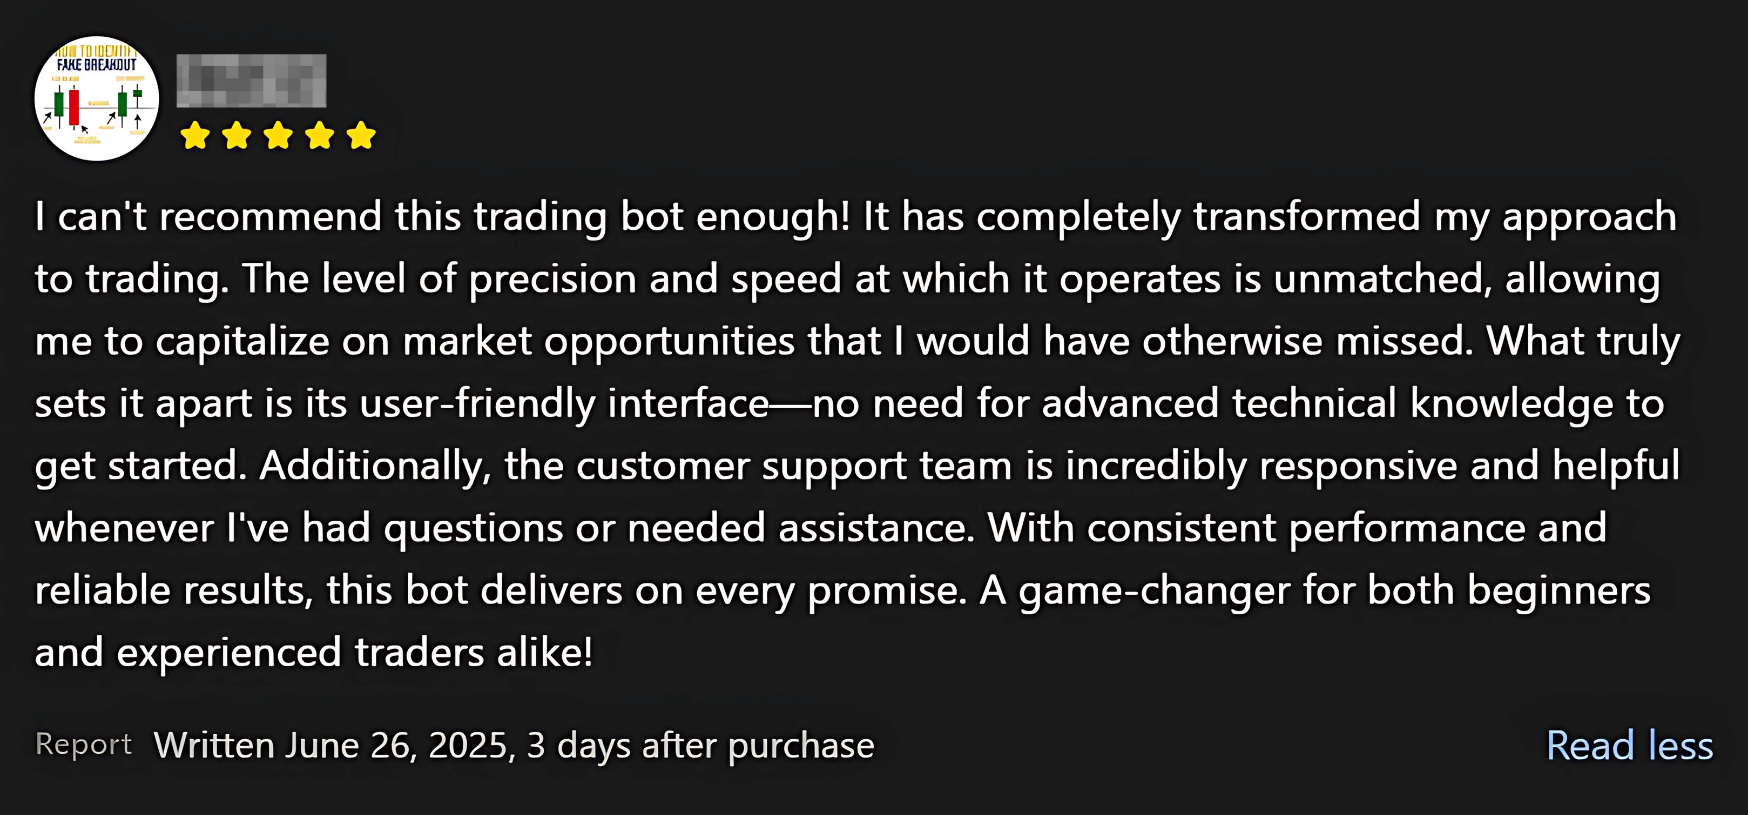 HOW TO IDENTIFY
FAKE BREAKOUT
I can't recommend this trading bot enough! It has completely transformed my approach
to trading. The level of precision and speed at which it operates is unmatched, allowing
me to capitalize on market opportunities that I would have otherwise missed. What truly
sets it apart is its user-friendly interface—no need for advanced technical knowledge to
get started. Additionally, the customer support team is incredibly responsive and helpful
whenever I've had questions or needed assistance. With consistent performance and
reliable results, this bot delivers on every promise. A game-changer for both beginners
and experienced traders alike!
Report Written June 26, 2025, 3 days after purchase
Read less